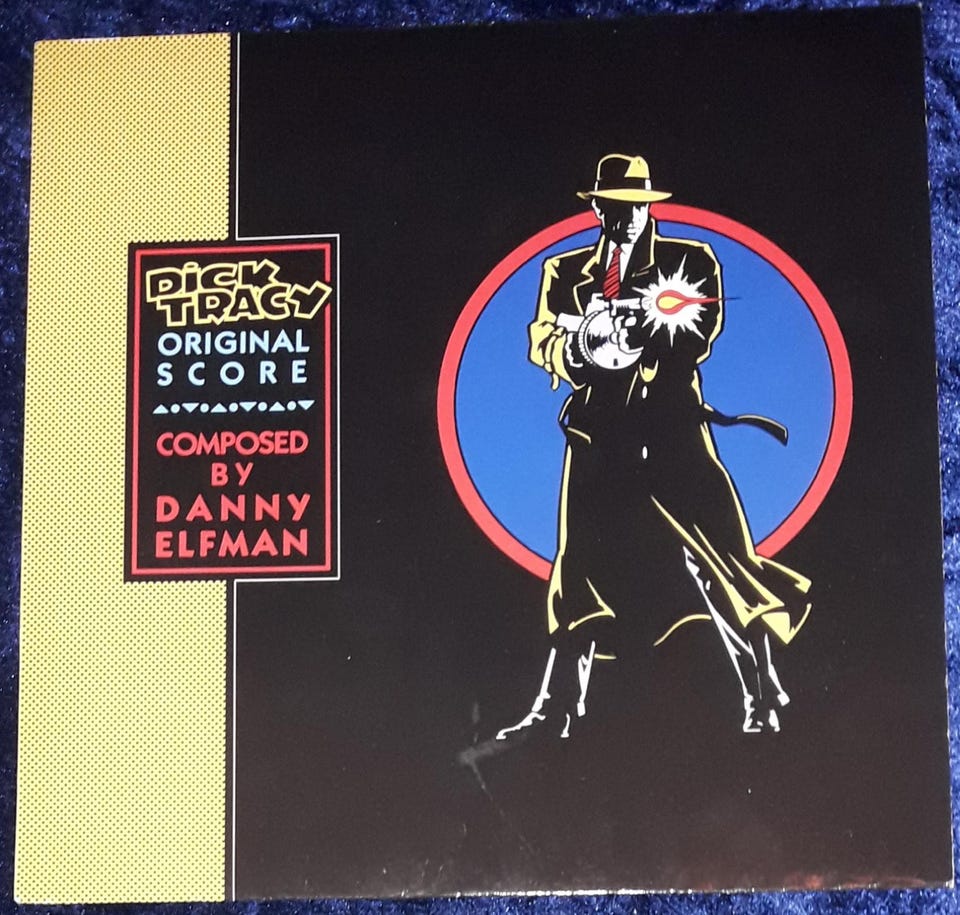 DiCK
TRACY
ORIGINAL
SCORE
COMPOSED
BY
DANNY
ELFMAN